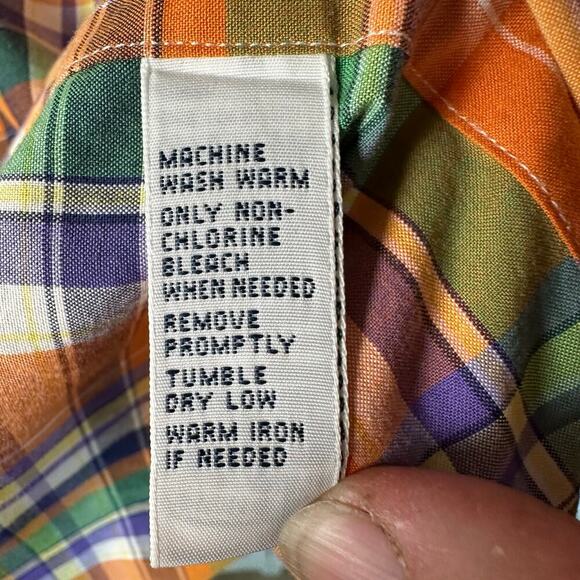 MACHINE
WASH WARM
ONLY NON-
CHLORINE
BLEACH
WHEN NEEDED
REMOVE
PROMPTLY
TUMBLE
DRY LOW
WARM IRON
IF NEEDED